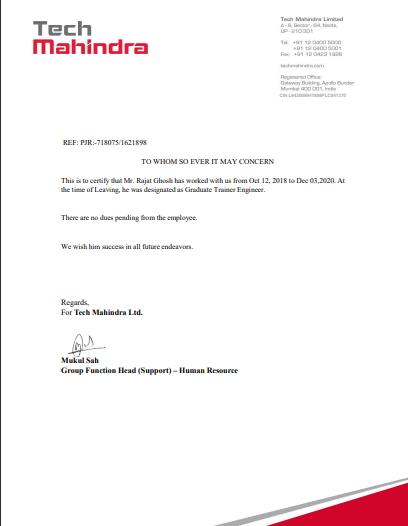 Tech
Mahindra
Tech Mahindra Limited
A - 6, Sector - 64, Noida,
UP - 210 301
Tel: +91 12 0400 5000
+91 12 0400 5001
Fax: +91 12 0423 1926
techmahindra.com
Registered Office:
Gateway Building, Apollo Bunder
Mumbai 400 001, India
CIN
REF: PJR:-718075/1621898
TO WHOM SO EVER IT MAY CONCERN
This is to certify that Mr. Rajat Ghosh has worked with us from Oct 12, 2018 to Dec 03,2020. At
the time of Leaving, he was designated as Graduate Trainer Engineer.
There are no dues pending from the employee.
We wish him success in all future endeavors.
Regards,
For Tech Mahindra Ltd.
Mukul Sah
Group Function Head (Support) – Human Resource